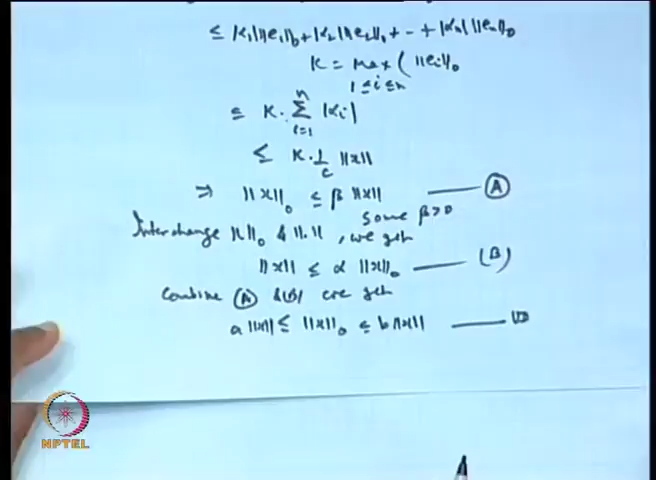 ≤ |α₁| ||e₁||₀ + |α₂| ||e₂||₀ + - + |αₙ| ||eₙ||₀
K = max ( ||eᵢ||₀
1 ≤ i ≤ n
≤ K. Σ |αᵢ|
n
i=1
≤ K. 1/c ||x||
⇒ ||x||₀ ≤ β ||x|| —— (A)
some β>0
Interchange ||·||₀ & ||·||, we get
||x|| ≤ α ||x||₀ —— (B)
Combine (A) & (B) we get
a ||x|| ≤ ||x||₀ ≤ b ||x|| ——
NPTEL